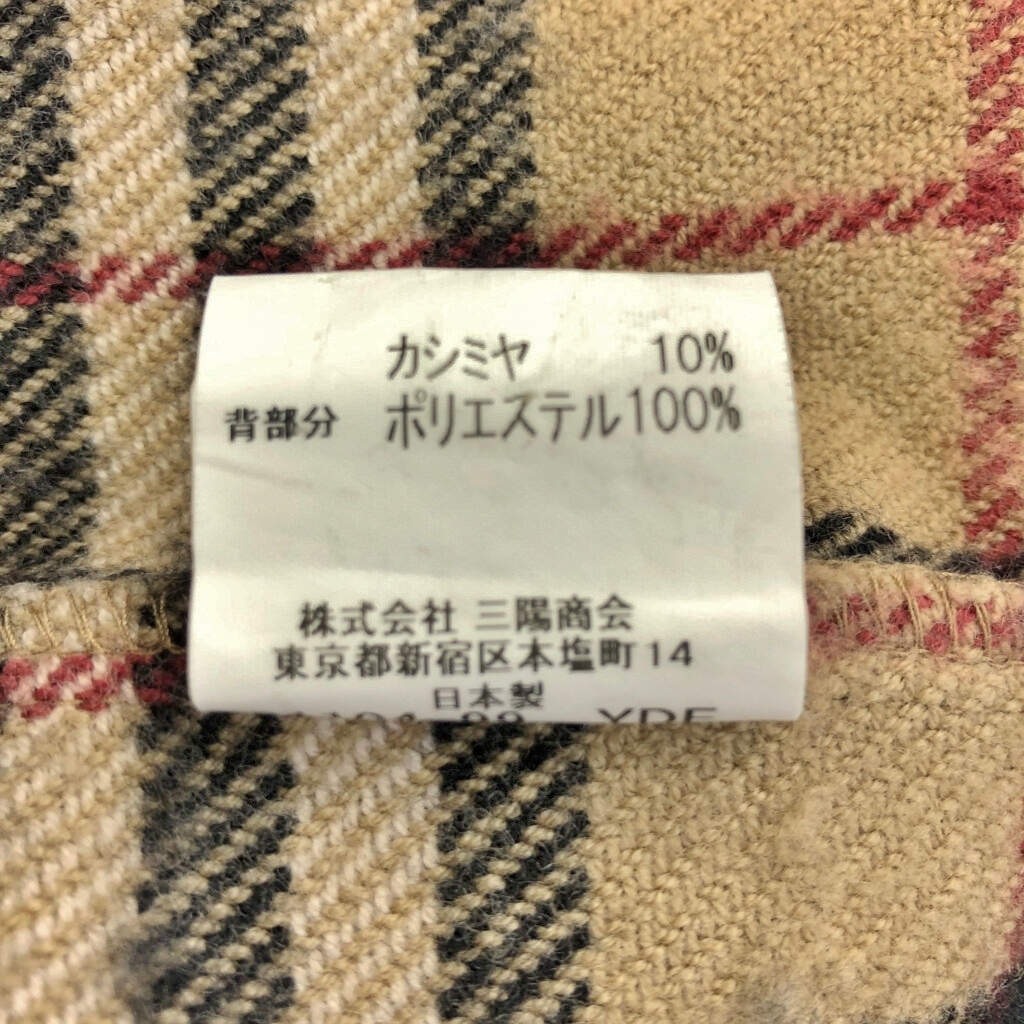 カシミヤ 10%
背部分 ポリエステル100%
株式会社 三陽商会
東京都新宿区本塩町14
日本製